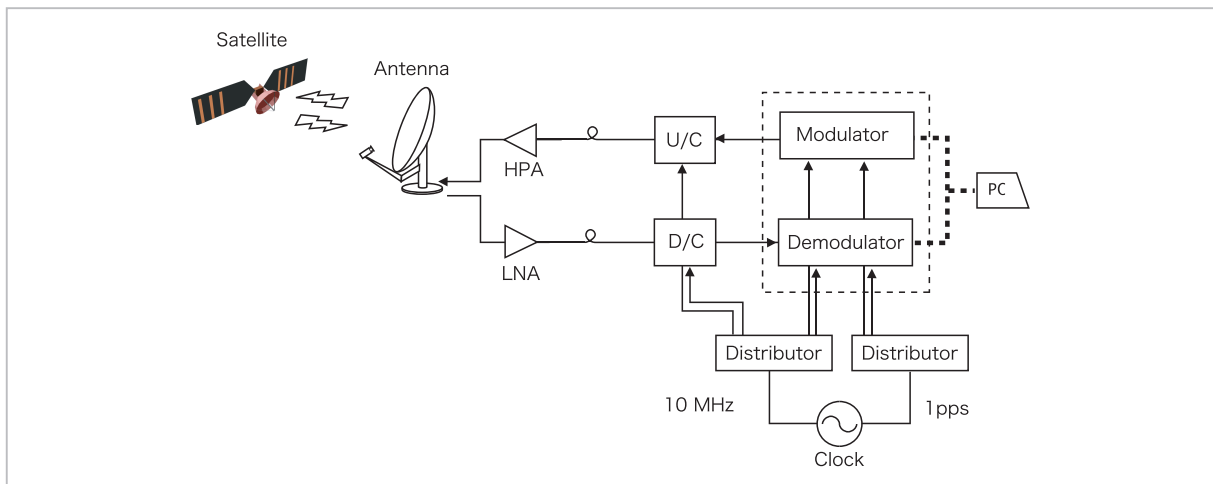 Satellite
Antenna
HPA
U/C
Modulator
PC
LNA
D/C
Demodulator
Distributor
Distributor
10 MHz
1pps
Clock